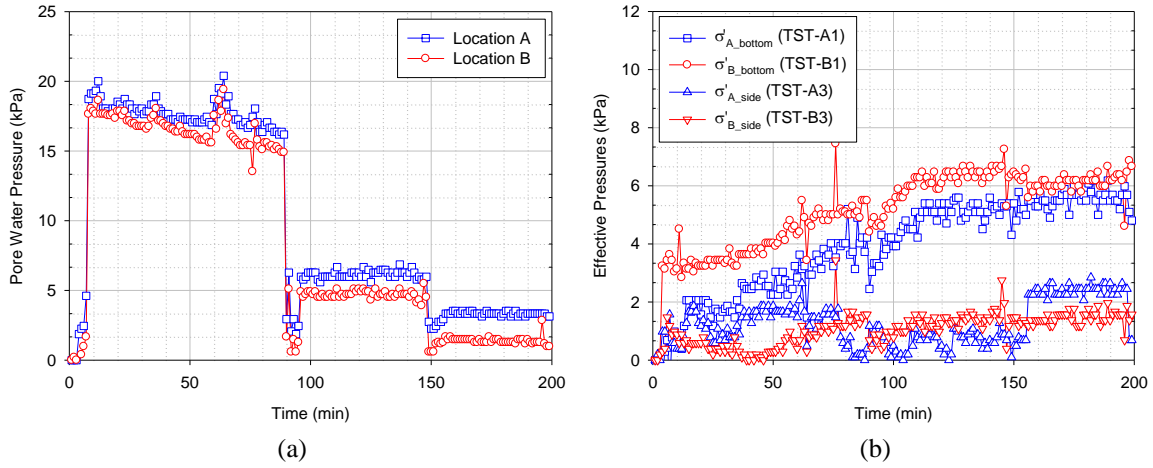 25
20
15
10
5
0
Pore Water Pressure (kPa)
0 50 100 150 200
Time (min)
Location A
Location B
(a)
12
10
8
6
4
2
0
Effective Pressures (kPa)
0 50 100 150 200
Time (min)
σ'A_bottom (TST-A1)
σ'B_bottom (TST-B1)
σ'A_side (TST-A3)
σ'B_side (TST-B3)
(b)